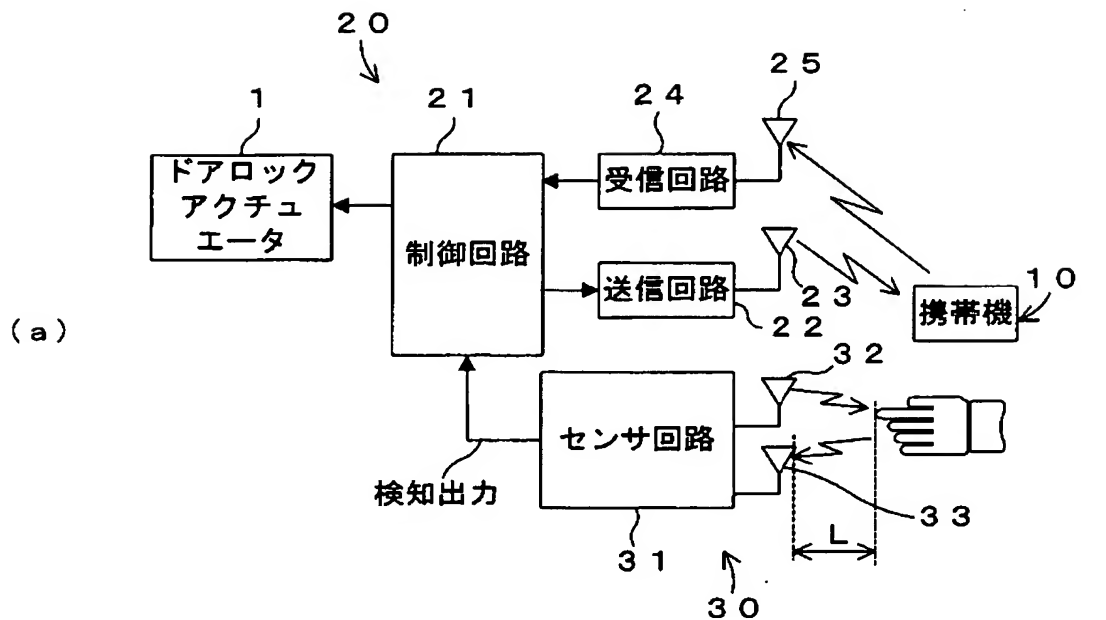 ２０
２５
１
２１
２４
ドアロック
アクチュ
エータ
受信回路
制御回路
送信回路
２３
２２
１０
携帯機
(a)
３２
センサ回路
検知出力
３３
L
３１
３０